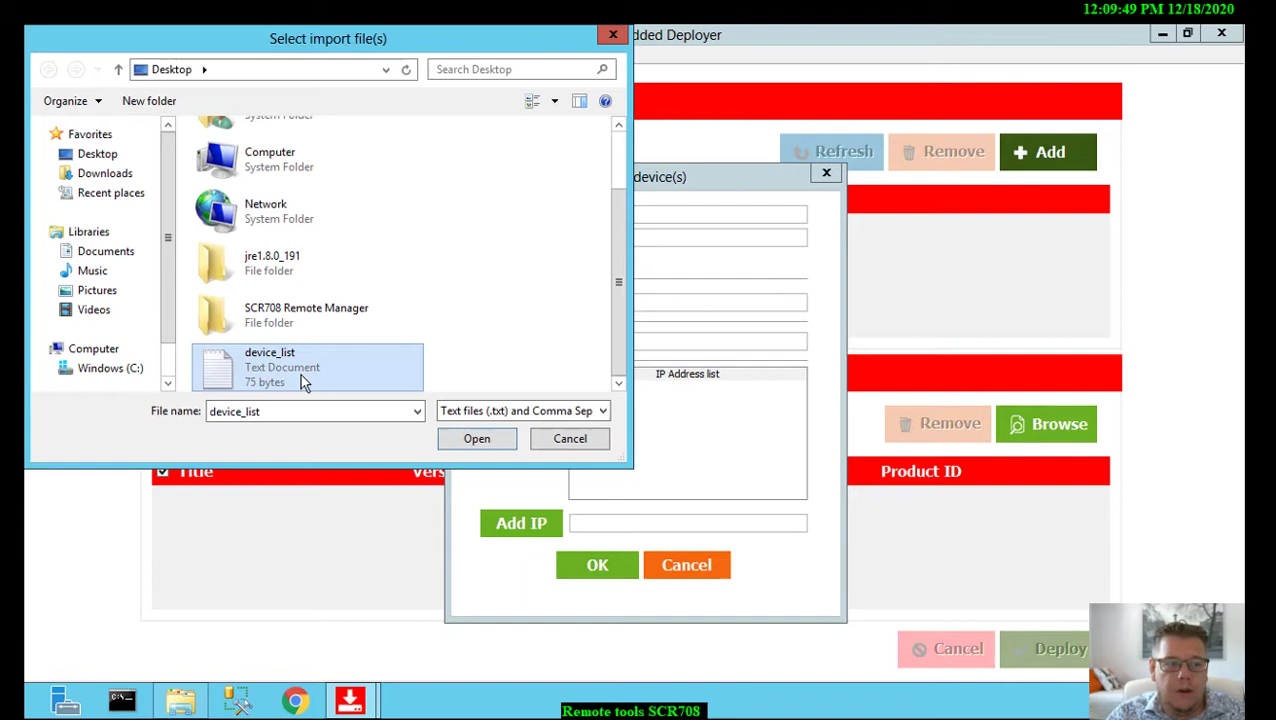 12:09:49 PM 12/18/2020
Select import file(s)
dded Deployer
Desktop
Search Desktop
Organize
New folder
Favorites
Desktop
Downloads
Recent places
Libraries
Documents
Music
Pictures
Videos
Computer
Windows (C:)
System Folder
Computer
System Folder
Network
System Folder
jre1.8.0_191
File folder
SCR708 Remote Manager
File folder
device_list
Text Document
75 bytes
File name:
device_list
Text files (.txt) and Comma Sep
Open
Cancel
Refresh
Remove
Add
device(s)
IP Address list
Add IP
OK
Cancel
Remove
Browse
Title
Vers
Product ID
Cancel
Deploy
Remote tools SCR708